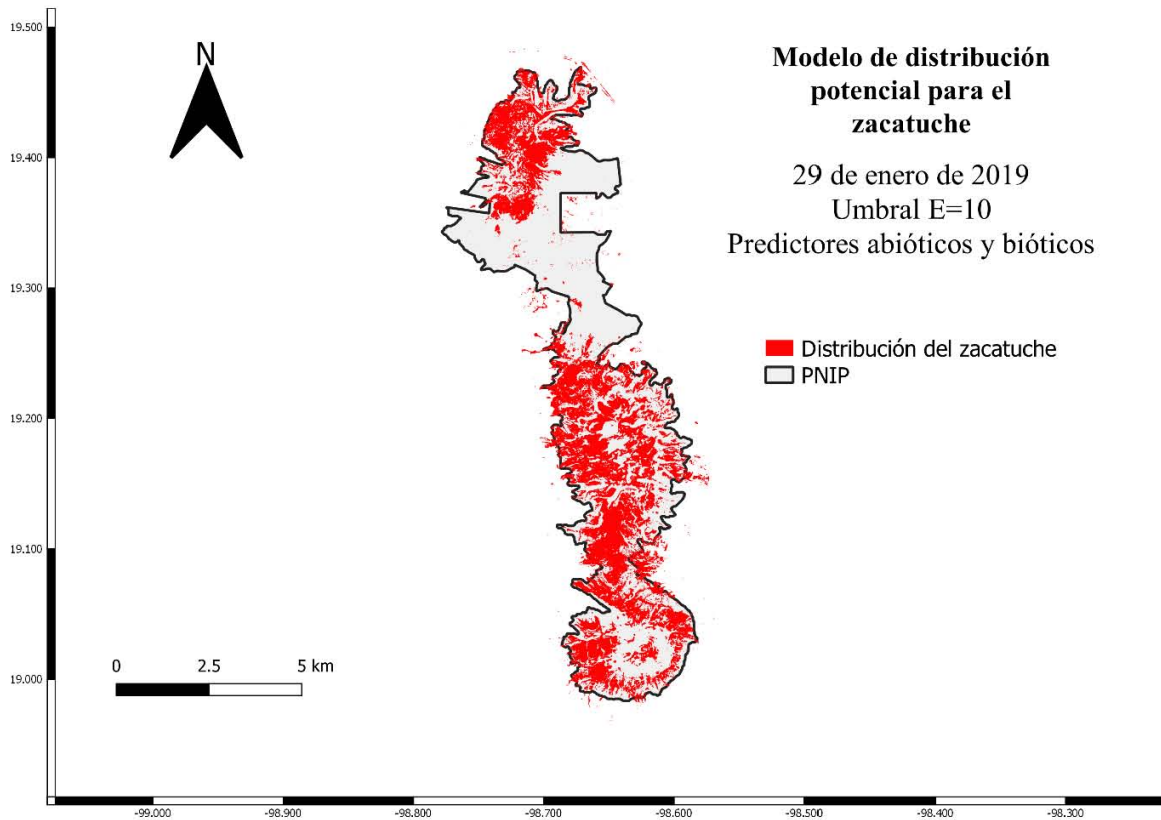 19.500
19.400
19.300
19.200
19.100
19.000
N
Modelo de distribución
potencial para el
zacatuche
29 de enero de 2019
Umbral E=10
Predictores abióticos y bióticos
Distribución del zacatuche
PNIP
0 2.5 5 km
-99.000 -98.900 -98.800 -98.700 -98.600 -98.500 -98.400 -98.300